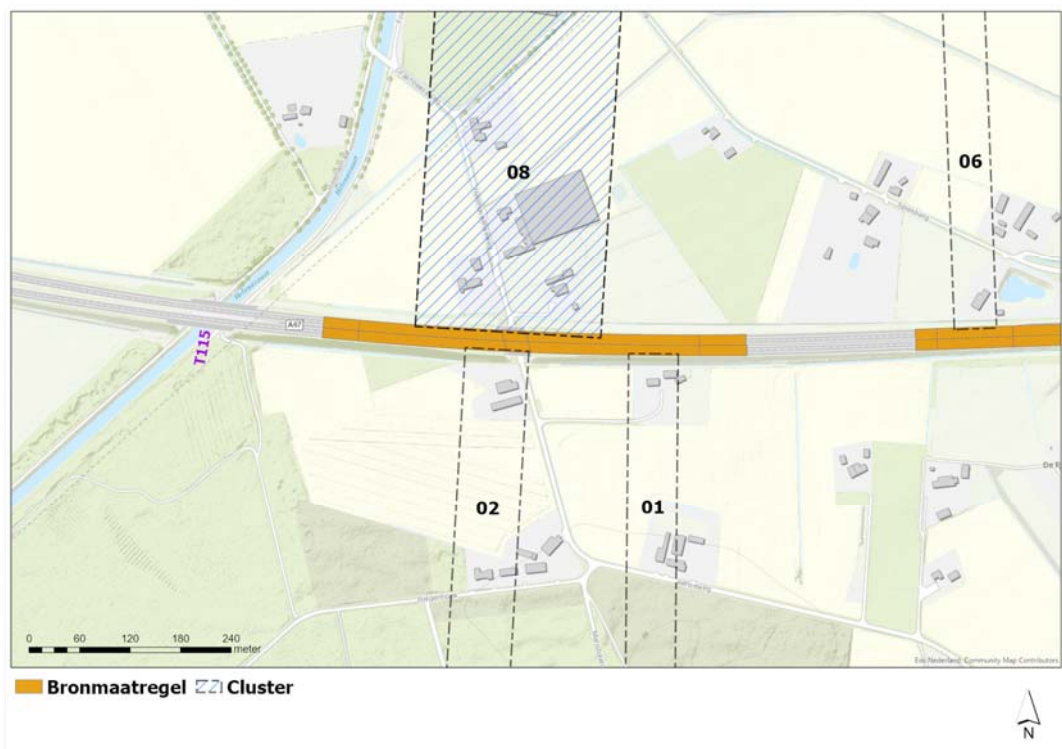 08
06
A67
T115
02
01
De R
0 60 120 180 240
meter
Esri Nederland, Community Map Contributors
Bronmaatregel Cluster
N